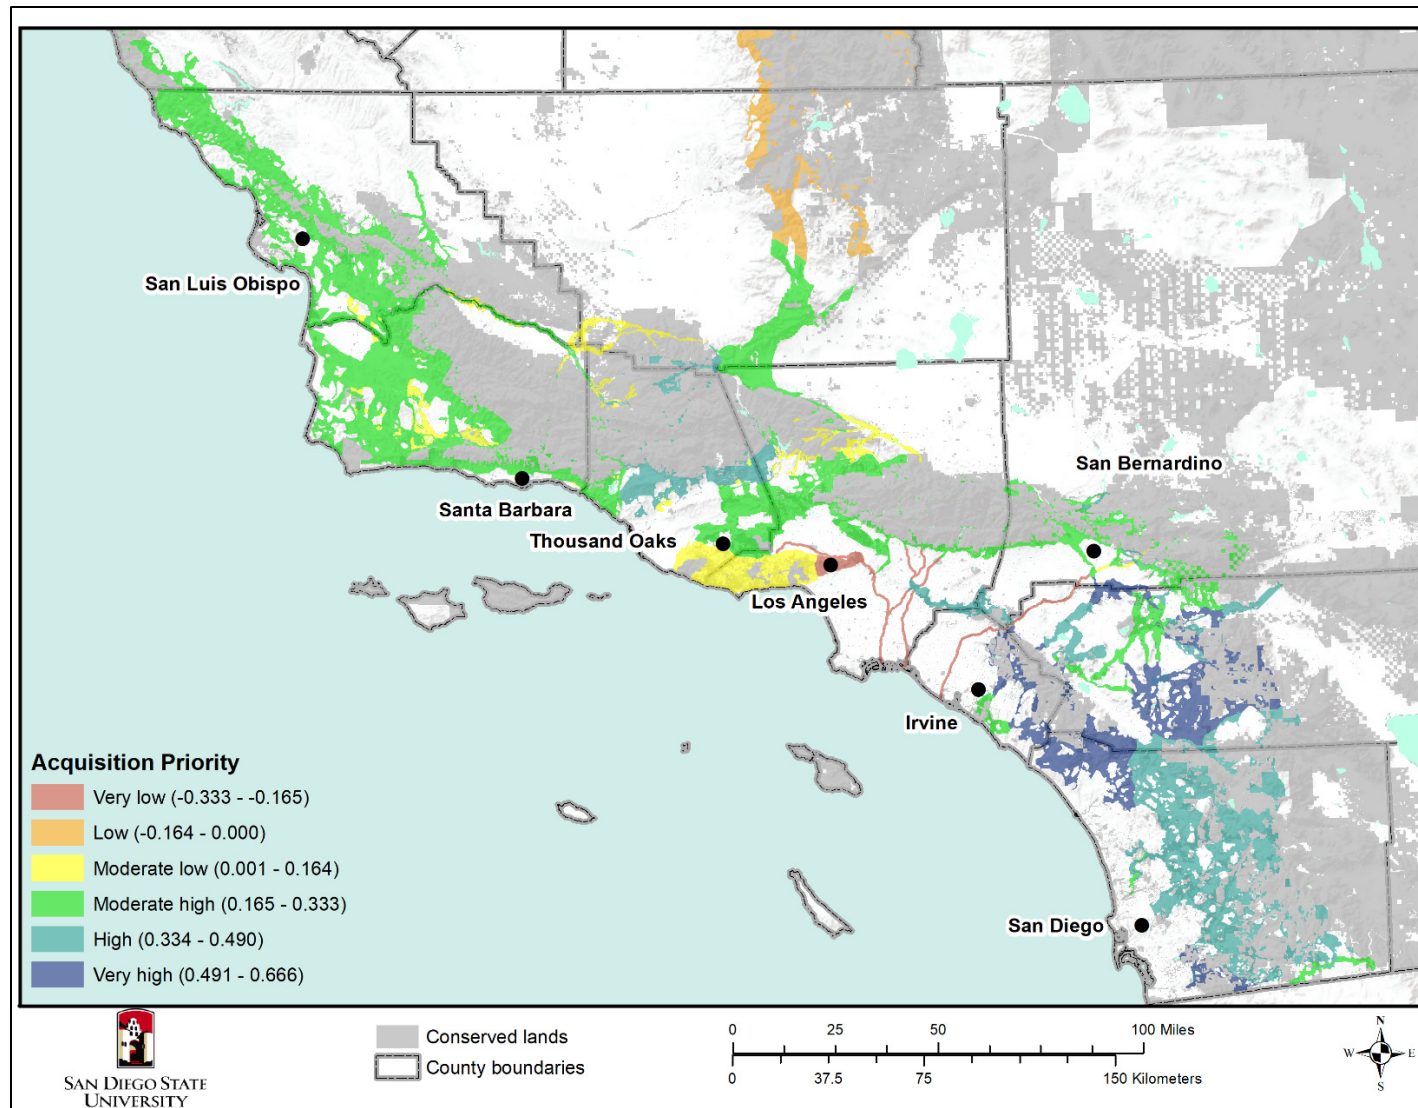 San Luis Obispo
San Bernardino
Santa Barbara
Thousand Oaks
Los Angeles
Irvine
San Diego
Acquisition Priority
Very low (-0.333 - -0.165)
Low (-0.164 - 0.000)
Moderate low (0.001 - 0.164)
Moderate high (0.165 - 0.333)
High (0.334 - 0.490)
Very high (0.491 - 0.666)
SAN DIEGO STATE
UNIVERSITY
Conserved lands
County boundaries
0 25 50 100 Miles
0 37.5 75 150 Kilometers
N
W E
S